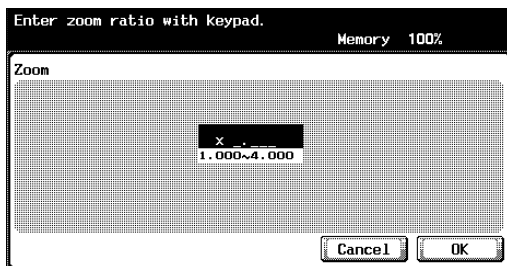 Enter zoom ratio with keypad.
Memory 100%
Zoom
x _.___
1.000~4.000
Cancel OK